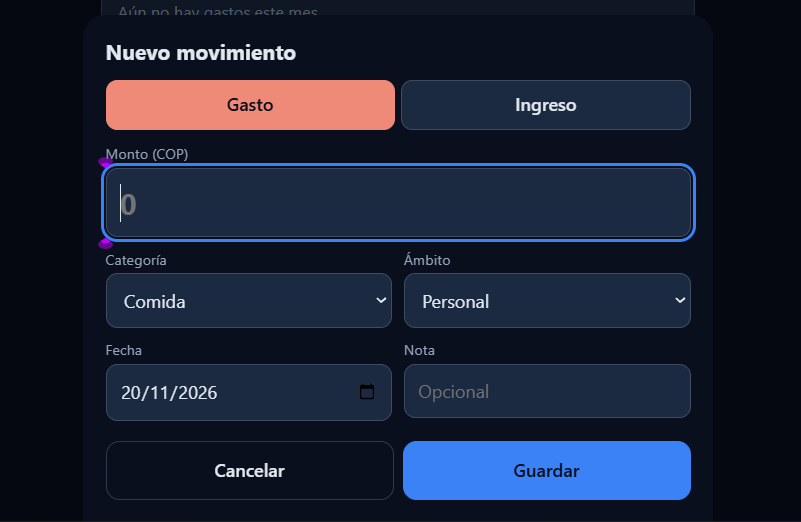 Aún no hay gastos este mes
Nuevo movimiento
Gasto
Ingreso
Monto (COP)
0
Categoría
Ámbito
Comida
Personal
Fecha
Nota
20/11/2026
Opcional
Cancelar
Guardar